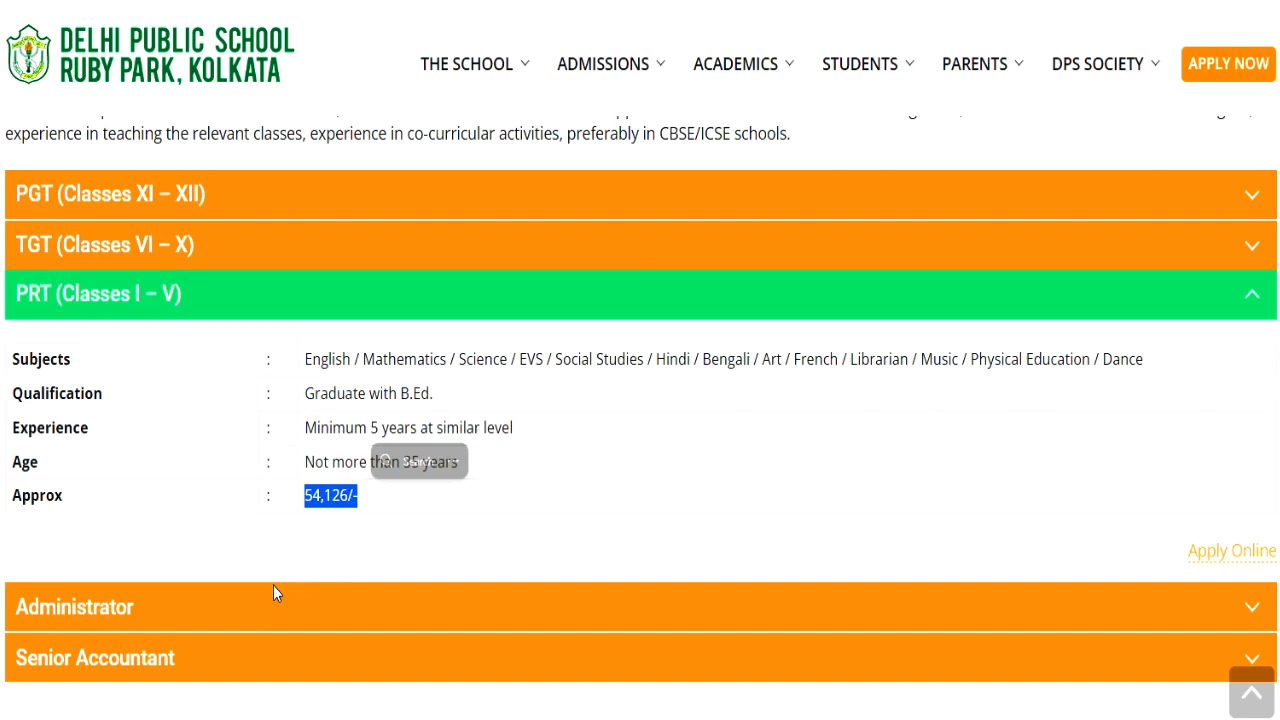 DELHI PUBLIC SCHOOL
RUBY PARK, KOLKATA
THE SCHOOL ADMISSIONS ACADEMICS STUDENTS PARENTS DPS SOCIETY APPLY NOW
experience in teaching the relevant classes, experience in co-curricular activities, preferably in CBSE/ICSE schools.
PGT (Classes XI – XII)
TGT (Classes VI – X)
PRT (Classes I – V)
Subjects : English / Mathematics / Science / EVS / Social Studies / Hindi / Bengali / Art / French / Librarian / Music / Physical Education / Dance
Qualification : Graduate with B.Ed.
Experience : Minimum 5 years at similar level
Age : Not more than 35 years
Search
Approx : 54,126/-
Apply Online
Administrator
Senior Accountant